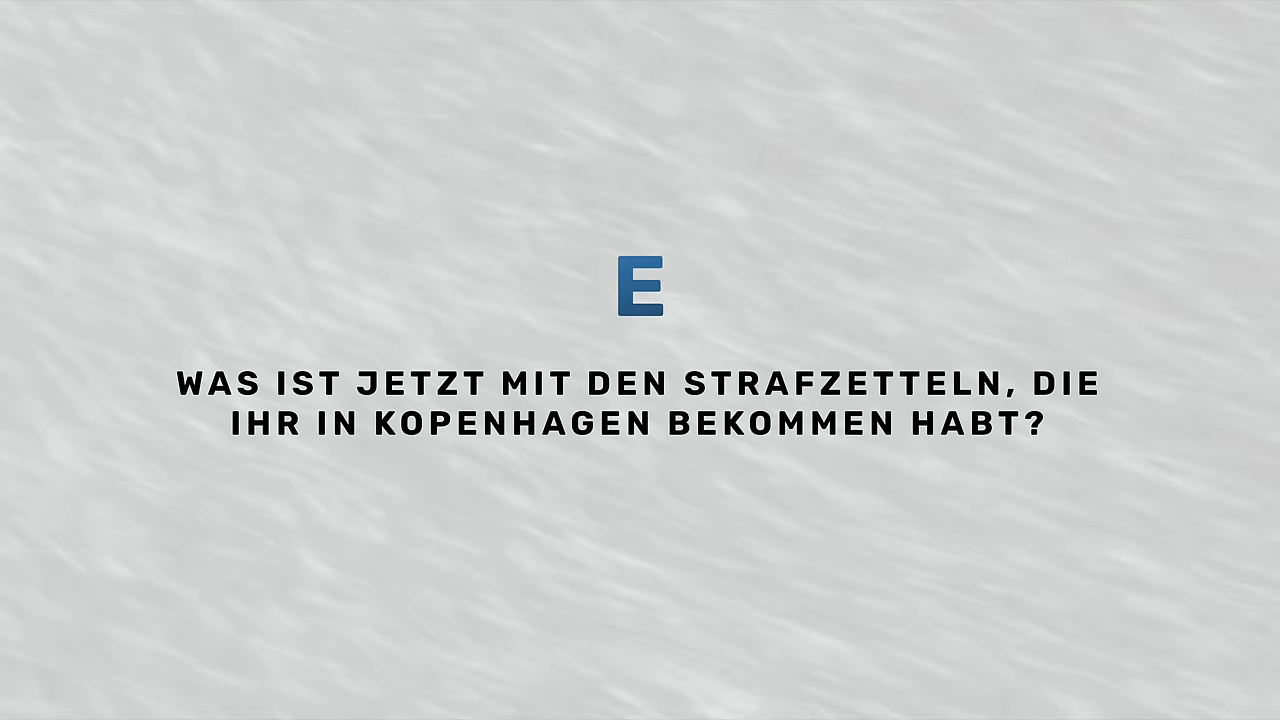 E
WAS IST JETZT MIT DEN STRAFZETTELN, DIE
IHR IN KOPENHAGEN BEKOMMEN HABT?